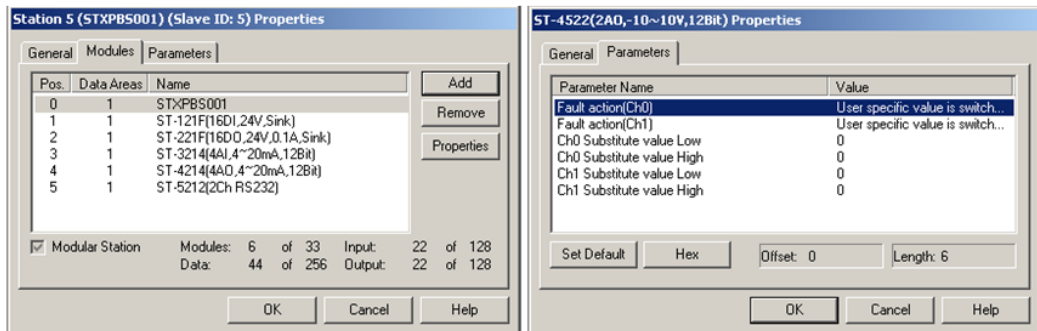 Station 5 (STXPBS001) (Slave ID: 5) Properties
General Modules Parameters
Pos. Data Areas Name
0 1 STXPBS001
1 1 ST-121F(16DI,24V,Sink)
2 1 ST-221F(16DO,24V,0.1A,Sink)
3 1 ST-3214(4AI,4~20mA,12Bit)
4 1 ST-4214(4AO,4~20mA,12Bit)
5 1 ST-5212(2Ch RS232)
Add
Remove
Properties
Modular Station Modules: 6 of 33 Input: 22 of 128
Data: 44 of 256 Output: 22 of 128
OK Cancel Help
ST-4522(2AO,-10~10V,12Bit) Properties
General Parameters
Parameter Name Value
Fault action(Ch0) User specific value is switch...
Fault action(Ch1) User specific value is switch...
Ch0 Substitute value Low 0
Ch0 Substitute value High 0
Ch1 Substitute value Low 0
Ch1 Substitute value High 0
Set Default Hex Offset: 0 Length: 6
OK Cancel Help